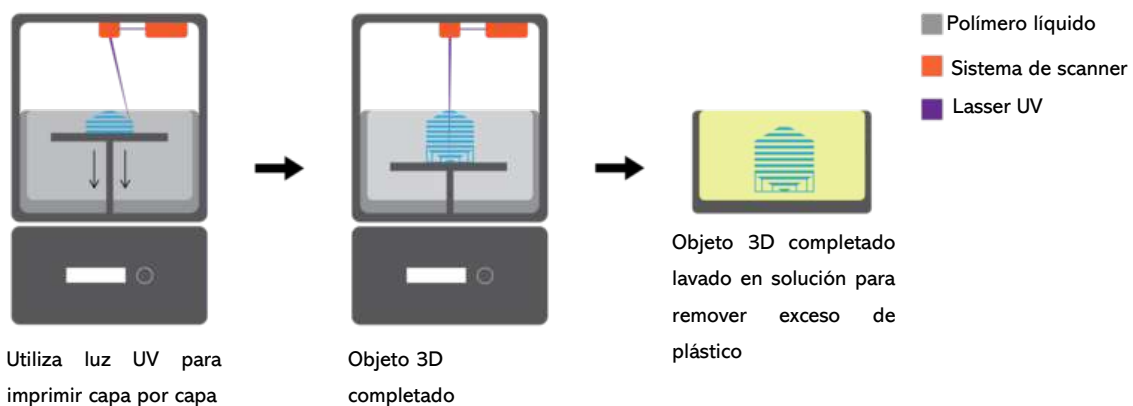 Polímero líquido
Sistema de scanner
Lasser UV
Utiliza luz UV para
imprimir capa por capa
Objeto 3D
completado
Objeto 3D completado
lavado en solución para
remover exceso de
plástico